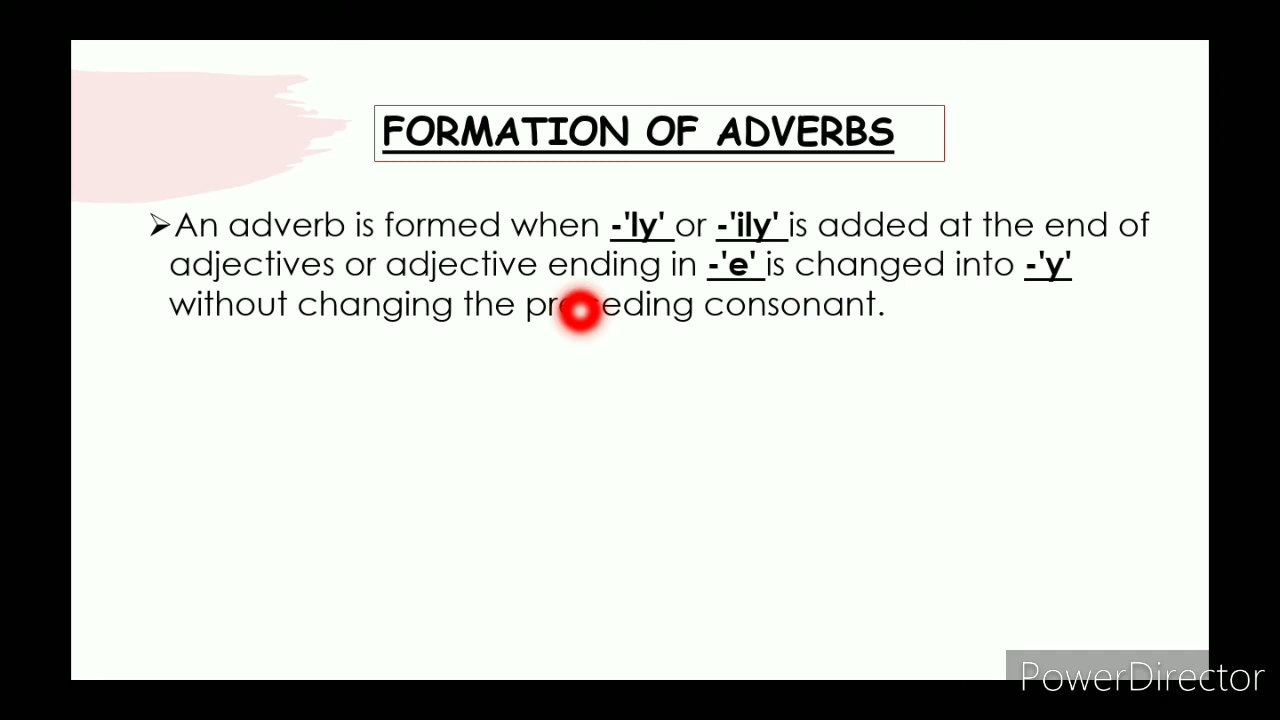 FORMATION OF ADVERBS
➢An adverb is formed when -'ly' or -'ily' is added at the end of
adjectives or adjective ending in -'e' is changed into -'y'
without changing the preceding consonant.
PowerDirector